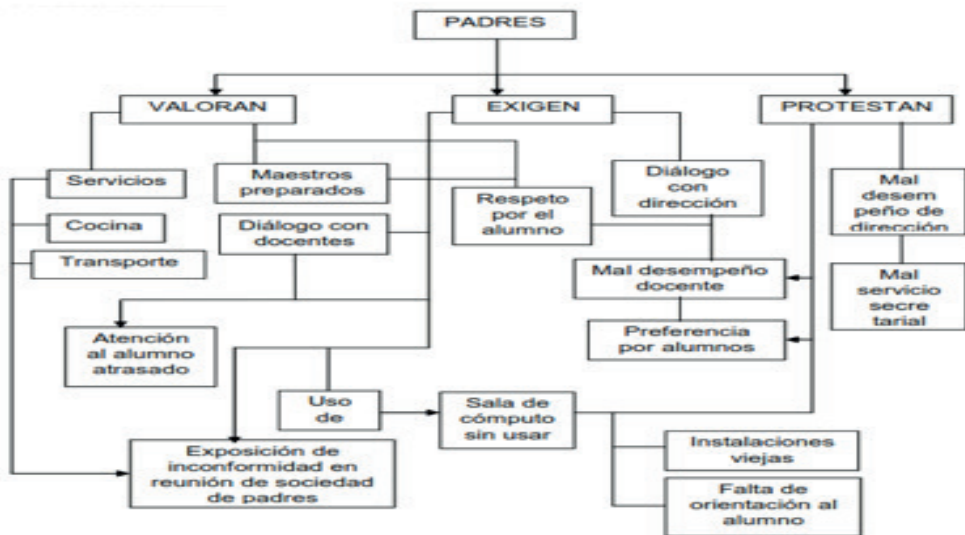 PADRES
VALORAN
EXIGEN
PROTESTAN
Servicios
Maestros
preparados
Respeto
por el
alumno
Diálogo
con
dirección
Mal
desem
peño de
dirección
Cocina
Diálogo con
docentes
Transporte
Mal desempeño
docente
Mal
servicio
secre
tarial
Atención
al alumno
atrasado
Preferencia
por alumnos
Uso
de
Sala de
cómputo
sin usar
Exposición de
inconformidad en
reunión de sociedad
de padres
Instalaciones
viejas
Falta de
orientación al
alumno